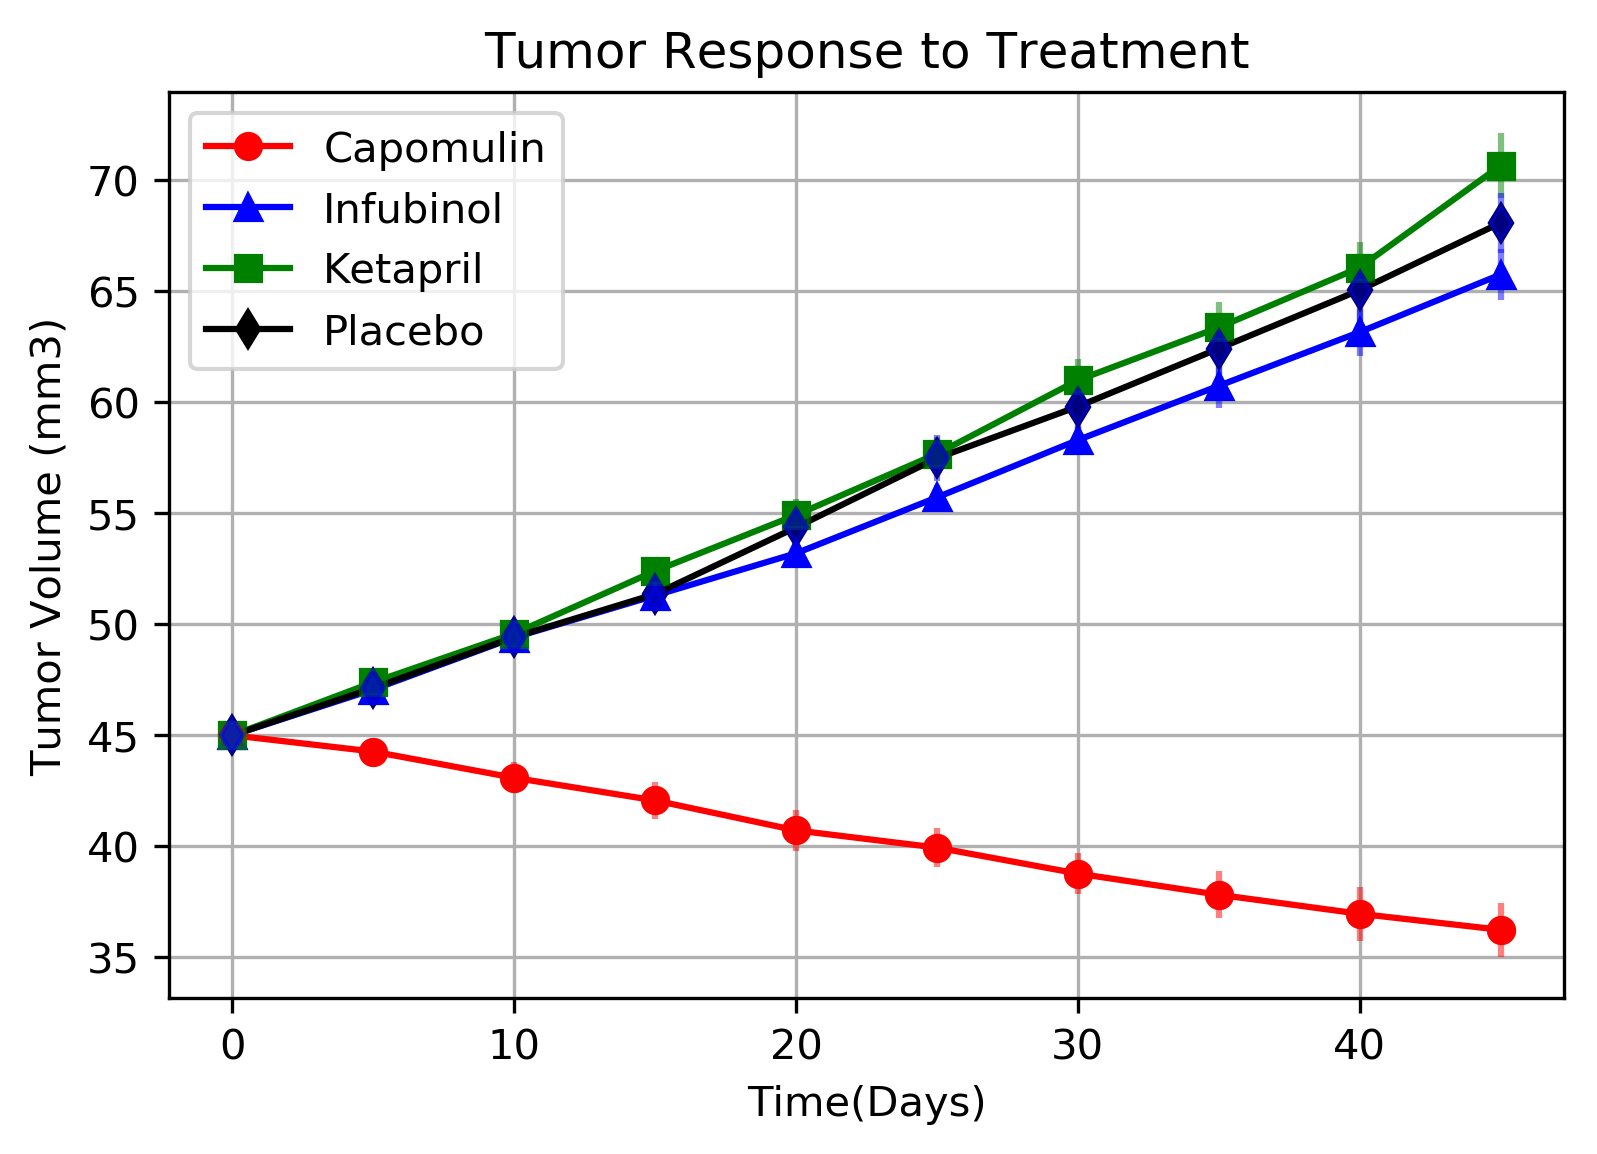 Tumor Response to Treatment
Capomulin
Infubinol
Ketapril
Placebo
Tumor Volume (mm3)
70
65
60
55
50
45
40
35
0 10 20 30 40
Time(Days)